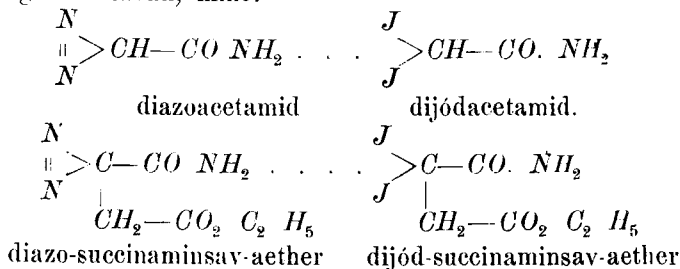 N J
॥ > CH—CO NH₂ . . . > CH—CO. NH₂
N J
diazoacetamid dijódacetamid.
N J
॥ > C—CO NH₂ . . . . > C—CO. NH₂
N J
CH₂—CO₂ C₂ H₅ CH₂—CO₂ C₂ H₅
diazo-succinaminsav-aether dijód-succinaminsav-aether